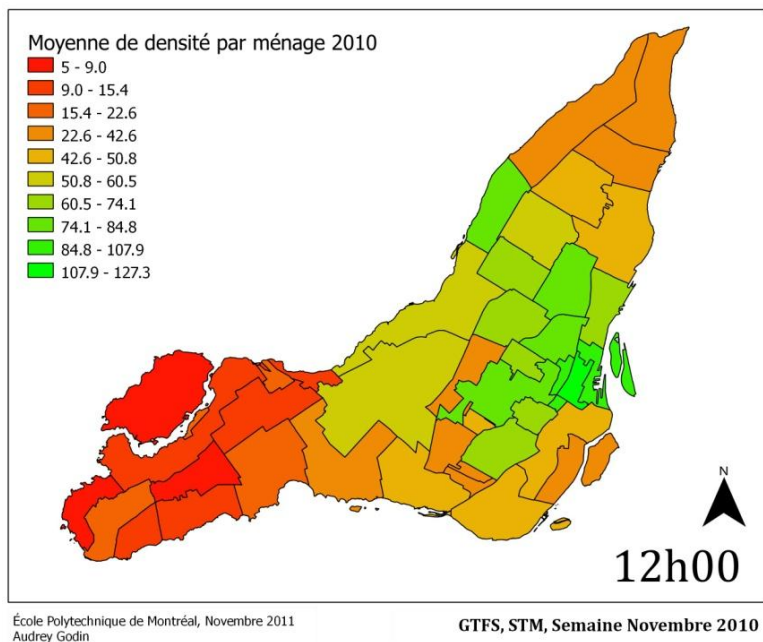 Moyenne de densité par ménage 2010
5 - 9.0
9.0 - 15.4
15.4 - 22.6
22.6 - 42.6
42.6 - 50.8
50.8 - 60.5
60.5 - 74.1
74.1 - 84.8
84.8 - 107.9
107.9 - 127.3
N
12h00
École Polytechnique de Montréal, Novembre 2011
Audrey Godin
GTFS, STM, Semaine Novembre 2010